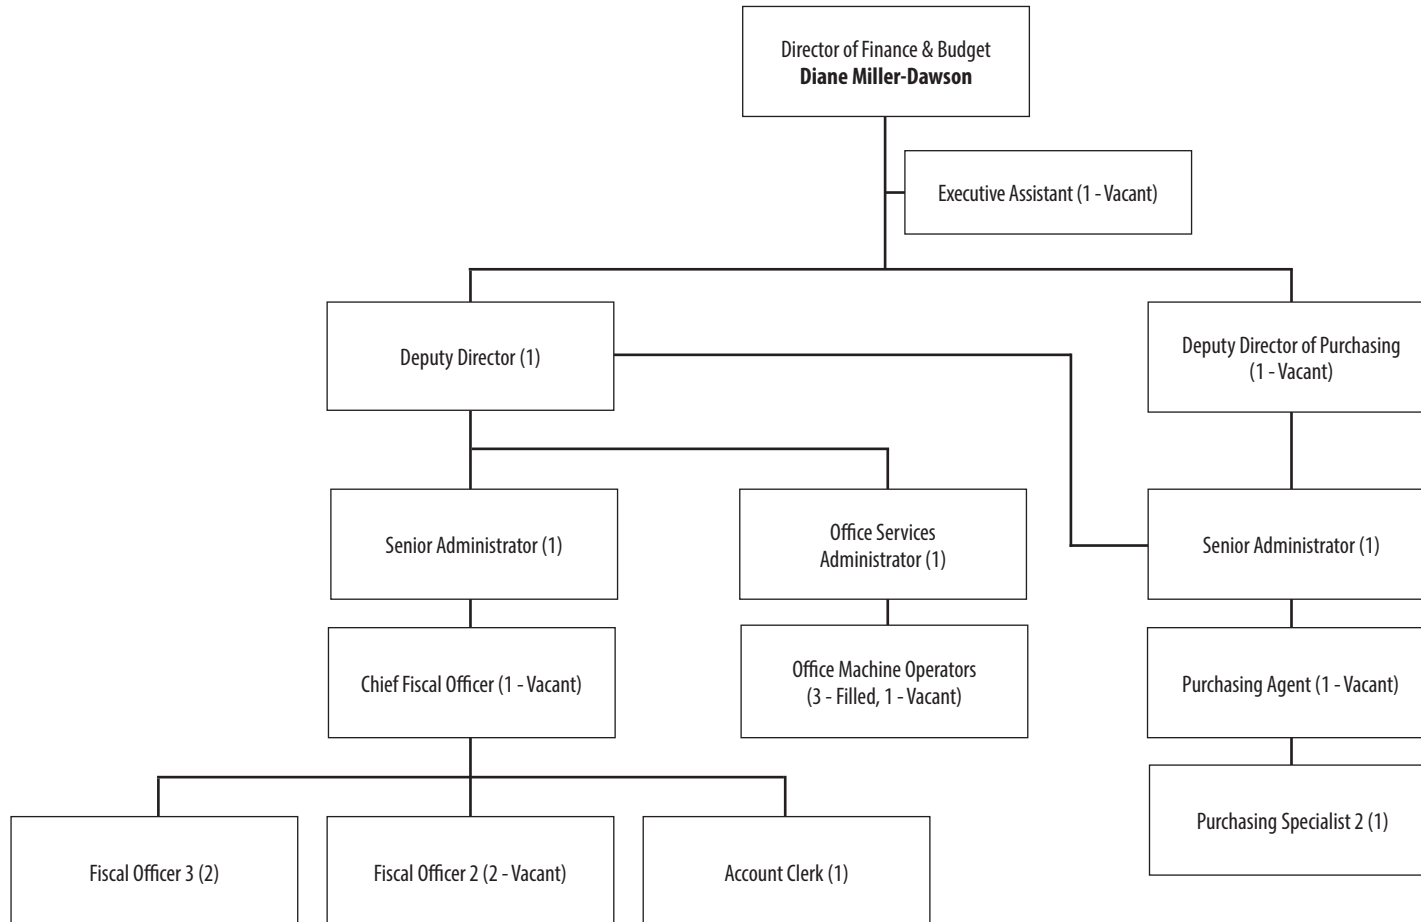 Director of Finance & Budget
Diane Miller-Dawson
Executive Assistant (1 - Vacant)
Deputy Director (1)
Deputy Director of Purchasing
(1 - Vacant)
Senior Administrator (1)
Office Services
Administrator (1)
Senior Administrator (1)
Chief Fiscal Officer (1 - Vacant)
Office Machine Operators
(3 - Filled, 1 - Vacant)
Purchasing Agent (1 - Vacant)
Fiscal Officer 3 (2)
Fiscal Officer 2 (2 - Vacant)
Account Clerk (1)
Purchasing Specialist 2 (1)